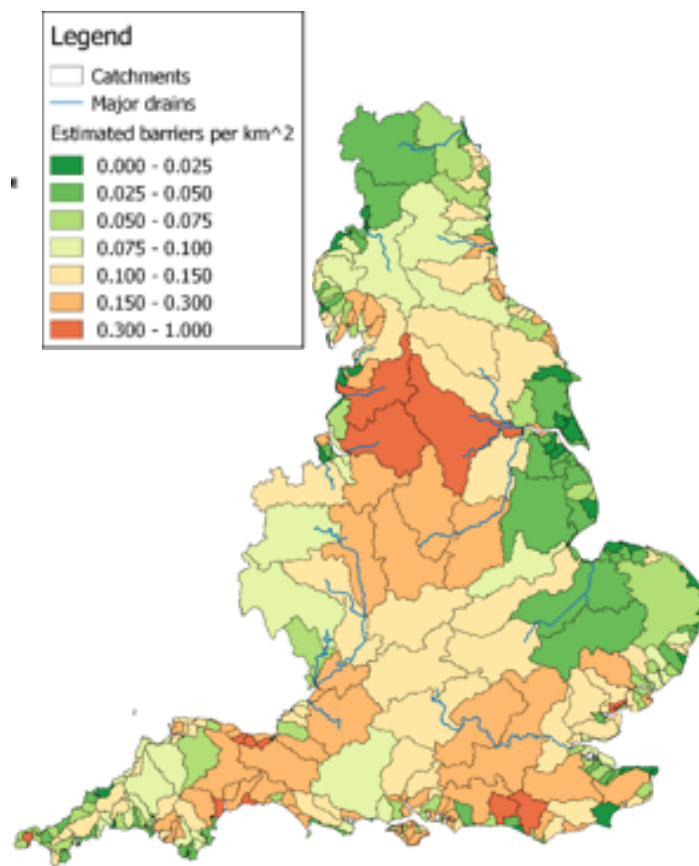 Legend
Catchments
Major drains
Estimated barriers per km^2
0.000 - 0.025
0.025 - 0.050
0.050 - 0.075
0.075 - 0.100
0.100 - 0.150
0.150 - 0.300
0.300 - 1.000